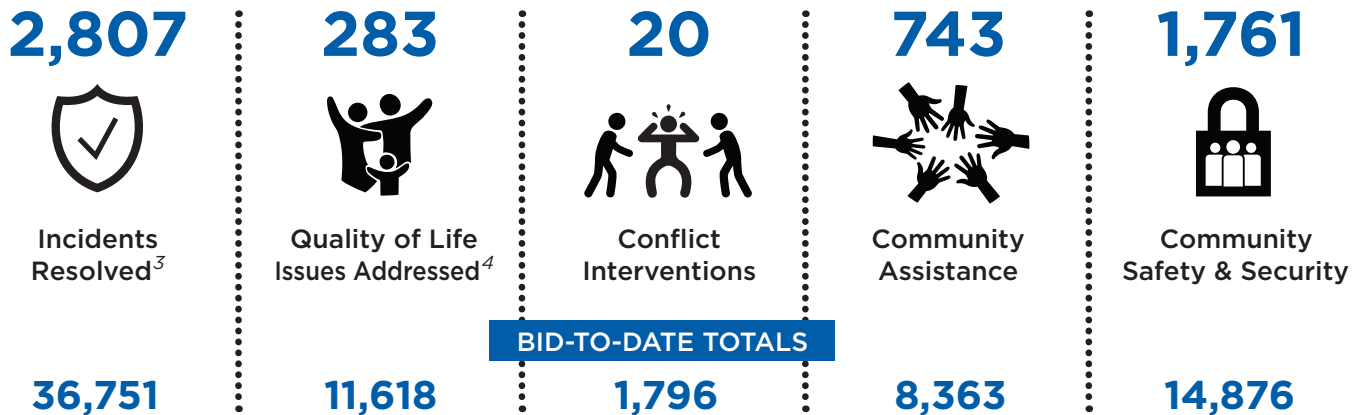 2,807
283
20
743
1,761
Incidents
Resolved3
Quality of Life
Issues Addressed4
Conflict
Interventions
Community
Assistance
Community
Safety & Security
BID-TO-DATE TOTALS
36,751
11,618
1,796
8,363
14,876